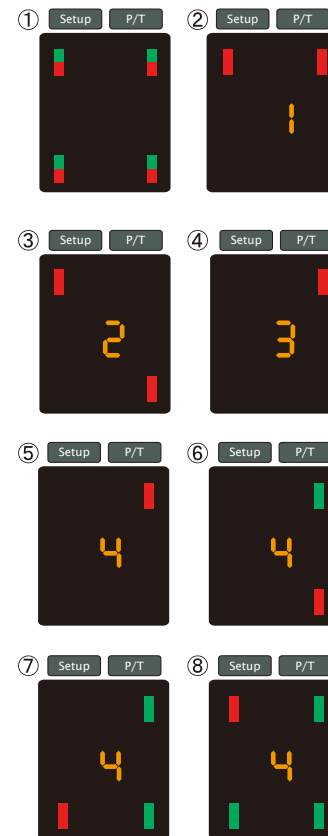 ① Setup P/T ② Setup P/T
1
③ Setup P/T ④ Setup P/T
2 3
⑤ Setup P/T ⑥ Setup P/T
4 4
⑦ Setup P/T ⑧ Setup P/T
4 4